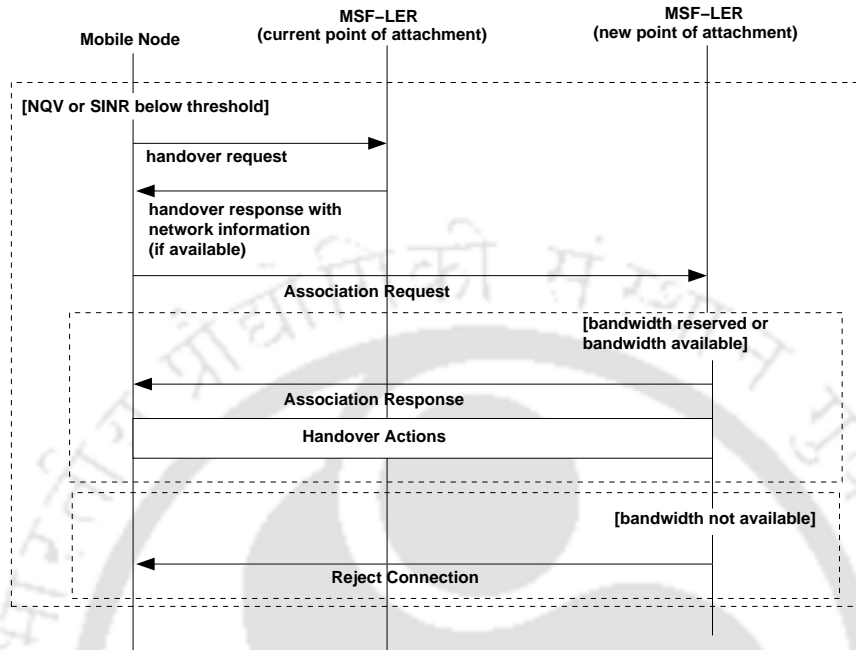 MSF−LER
(current point of attachment)
MSF−LER
(new point of attachment)
Mobile Node
[NQV or SINR below threshold]
handover request
handover response with
network information
(if available)
Association Request
[bandwidth reserved or
bandwidth available]
Association Response
Handover Actions
[bandwidth not available]
Reject Connection